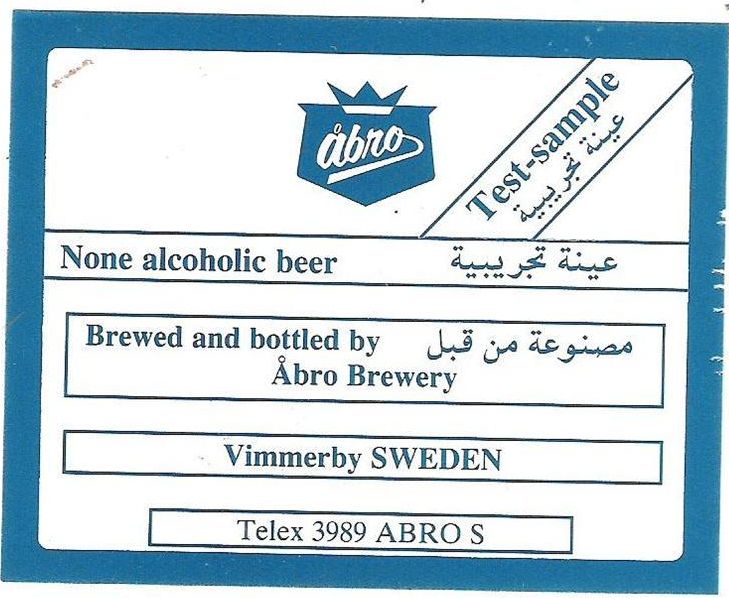 åbro
Test-sample
عينة تجريبية
None alcoholic beer عينة تجريبية
Brewed and bottled by مصنوعة من قبل
Åbro Brewery
Vimmerby SWEDEN
Telex 3989 ABRO S